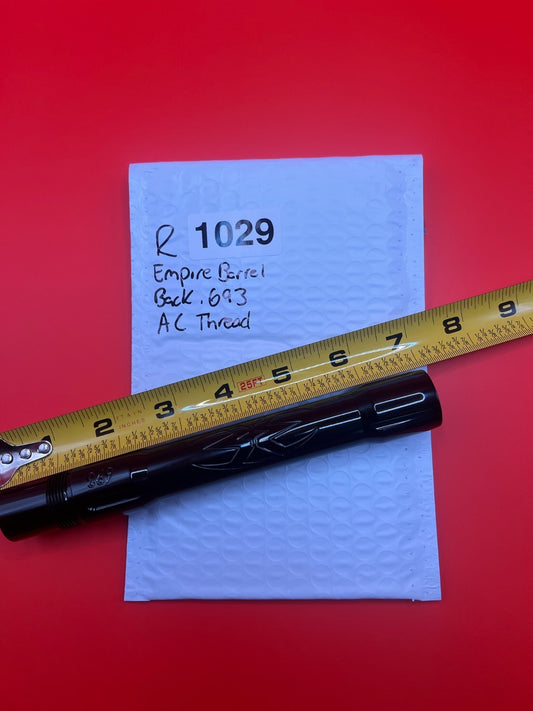 R 1029
Empire Barrel
Back .693
AC Thread
2 3 4 25FT 5 6 7 8 9